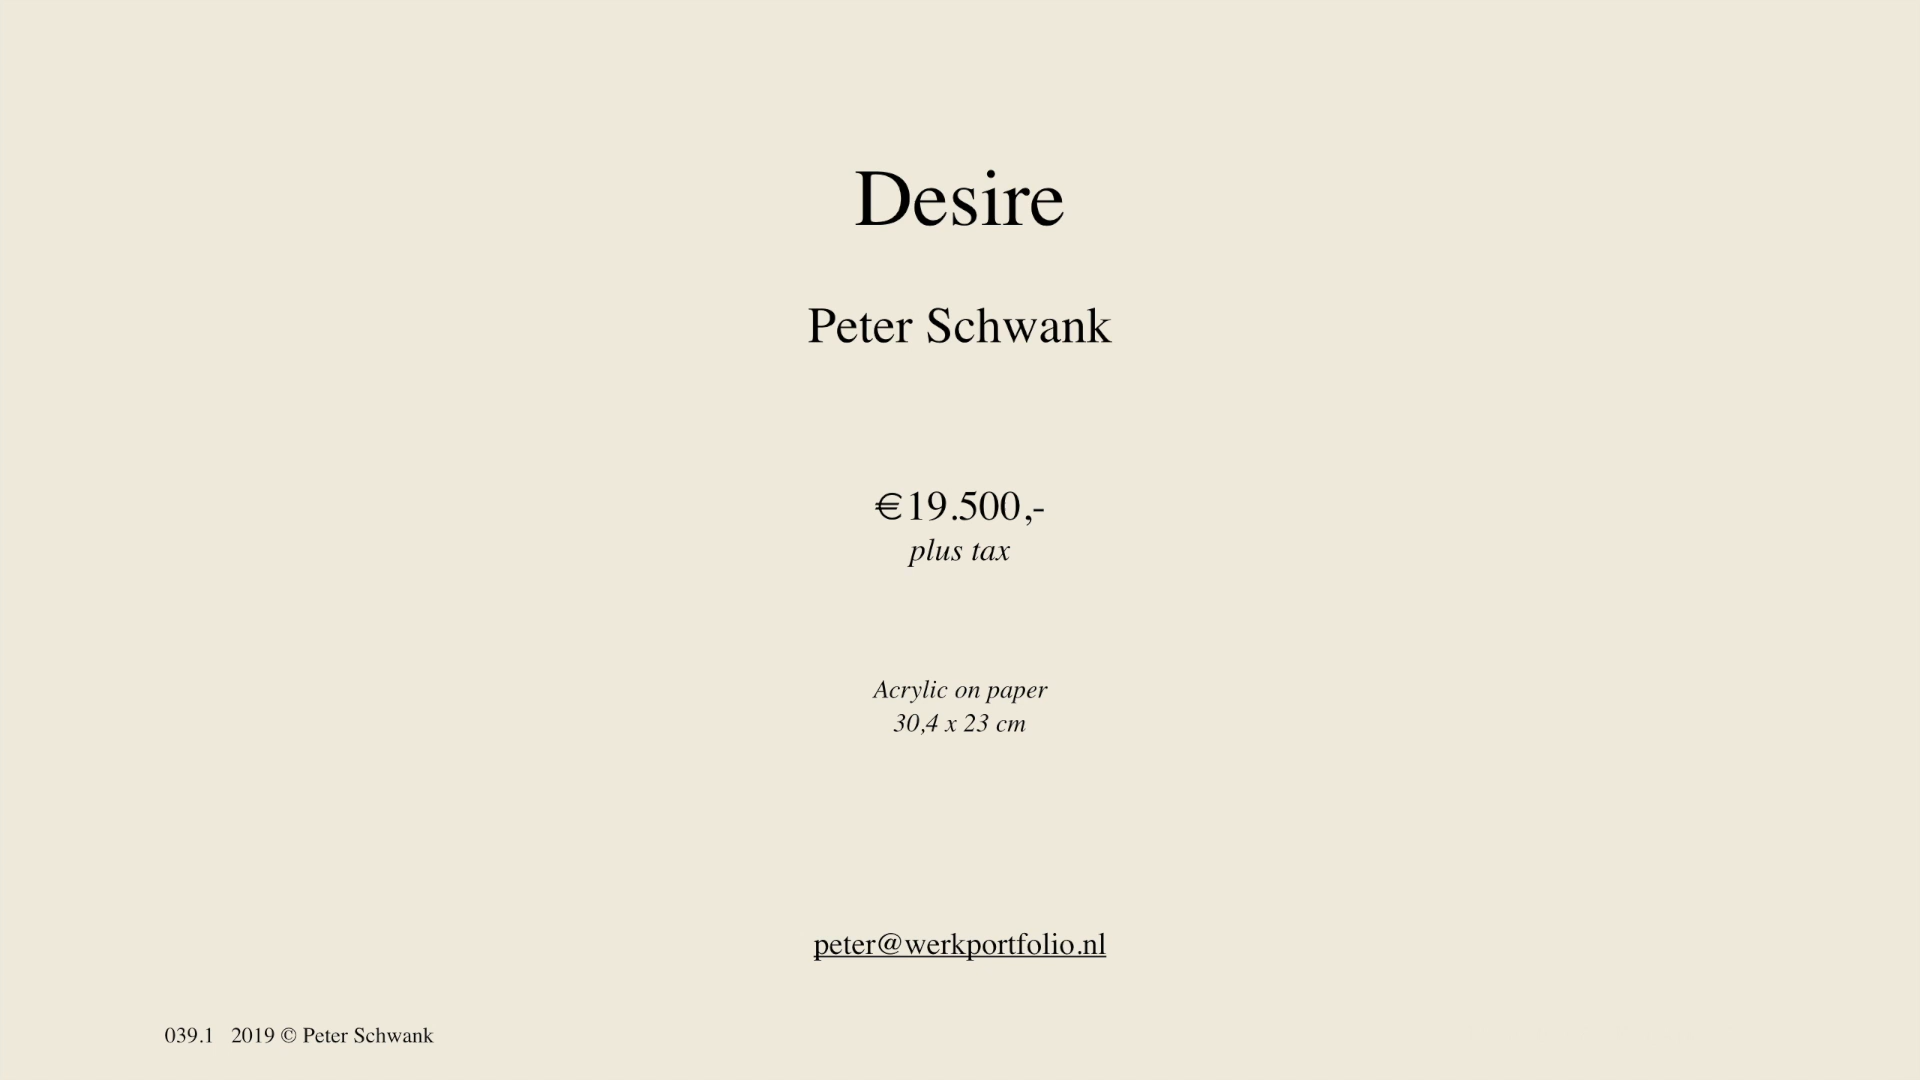 Desire
Peter Schwank
€19.500,-
plus tax
Acrylic on paper
30,4 x 23 cm
peter@werkportfolio.nl
039.1 2019 © Peter Schwank